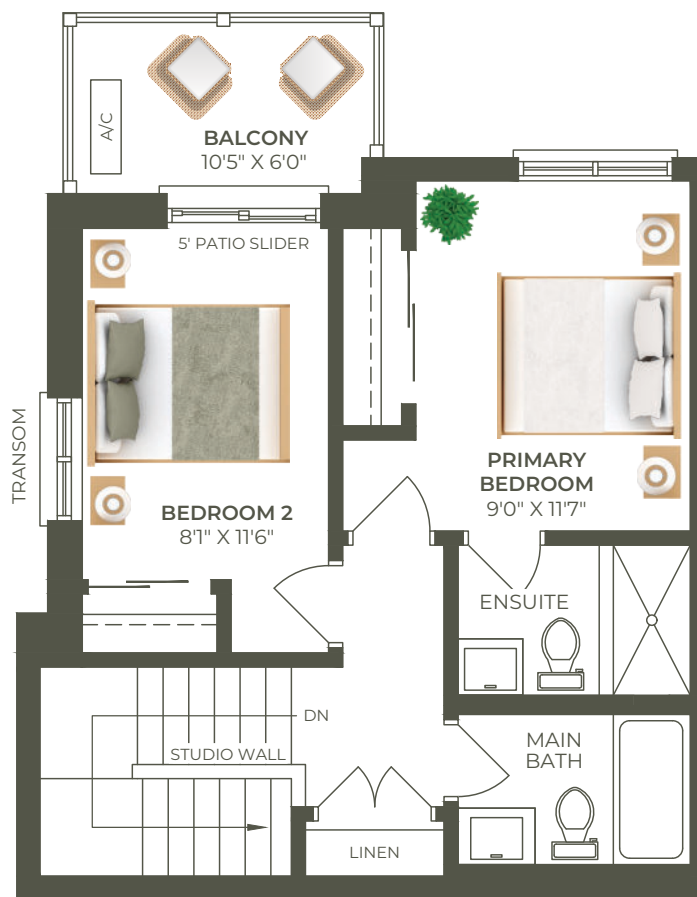 A/C
BALCONY
10'5" X 6'0"
5' PATIO SLIDER
TRANSOM
PRIMARY
BEDROOM
9'0" X 11'7"
BEDROOM 2
8'1" X 11'6"
ENSUITE
DN
STUDIO WALL
MAIN
BATH
LINEN